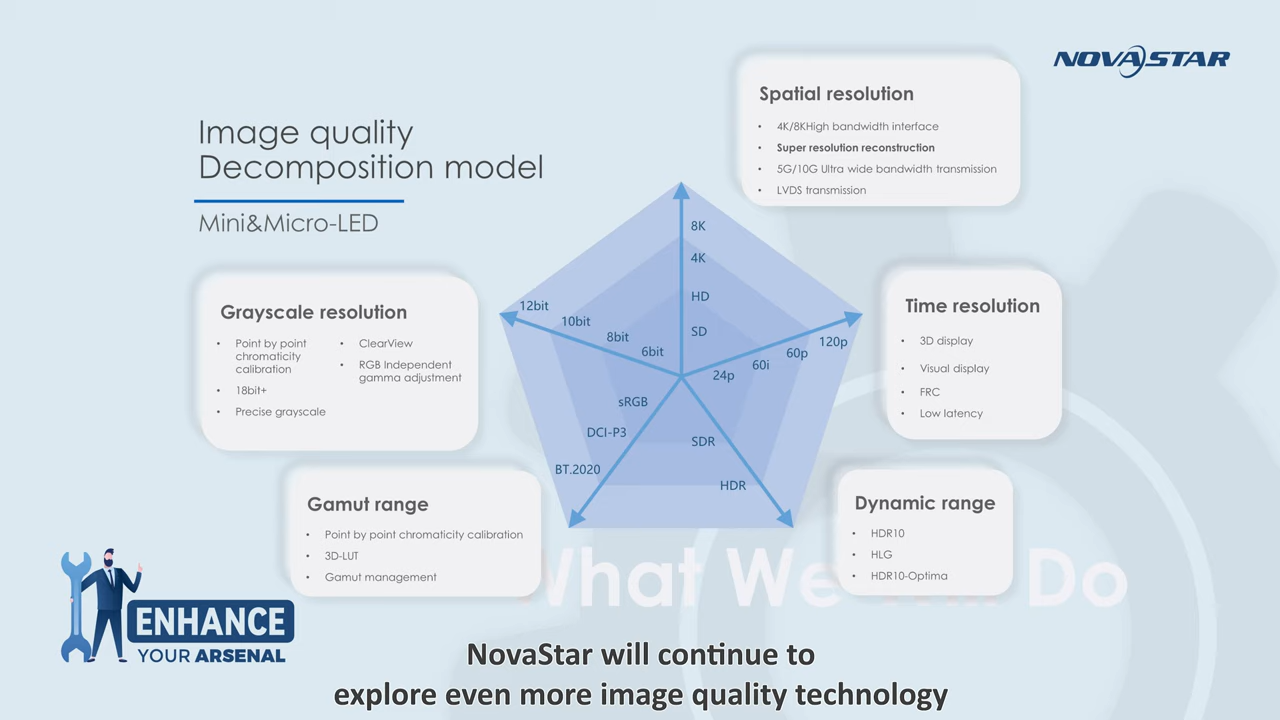 NOVASTAR
Image quality
Decomposition model
Mini&Micro-LED
Spatial resolution
• 4K/8KHigh bandwidth interface
• Super resolution reconstruction
• 5G/10G Ultra wide bandwidth transmission
• LVDS transmission
8K
4K
HD
SD
12bit
10bit
8bit
6bit
120p
60p
60i
24p
sRGB
DCI-P3
BT.2020
SDR
HDR
Grayscale resolution
• Point by point
chromaticity
calibration
• 18bit+
• Precise grayscale
• ClearView
• RGB Independent
gamma adjustment
Time resolution
• 3D display
• Visual display
• FRC
• Low latency
Gamut range
• Point by point chromaticity calibration
• 3D-LUT
• Gamut management
Dynamic range
• HDR10
• HLG
• HDR10-Optima
What We Will Do
ENHANCE
YOUR ARSENAL
NovaStar will continue to
explore even more image quality technology